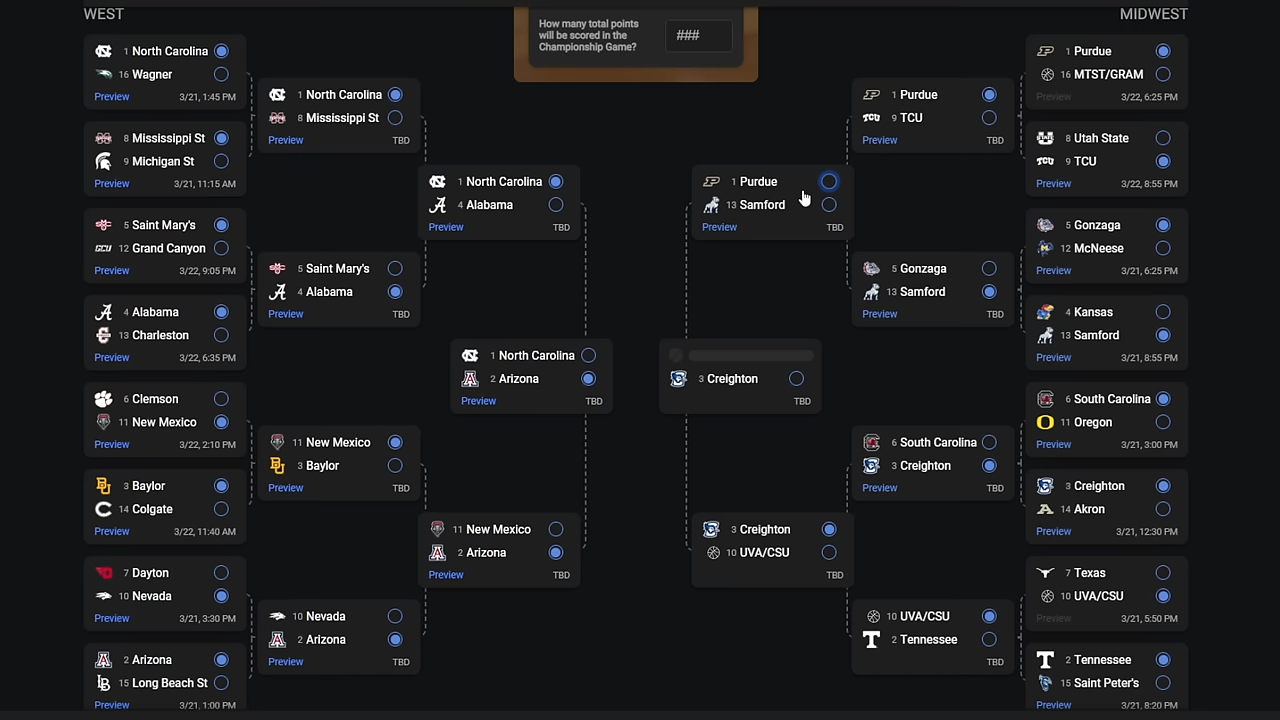 WEST
MIDWEST
How many total points
will be scored in the
Championship Game?
###
1 North Carolina
16 Wagner
Preview 3/21, 1:45 PM
8 Mississippi St
9 Michigan St
Preview 3/21, 11:15 AM
5 Saint Mary's
12 Grand Canyon
Preview 3/22, 9:05 PM
4 Alabama
13 Charleston
Preview 3/22, 6:35 PM
6 Clemson
11 New Mexico
Preview 3/22, 2:10 PM
3 Baylor
14 Colgate
Preview 3/22, 11:40 AM
7 Dayton
10 Nevada
Preview 3/21, 3:30 PM
2 Arizona
15 Long Beach St
Preview 3/21, 1:00 PM
1 North Carolina
8 Mississippi St
Preview TBD
5 Saint Mary's
4 Alabama
Preview TBD
11 New Mexico
3 Baylor
Preview TBD
10 Nevada
2 Arizona
Preview TBD
1 North Carolina
4 Alabama
Preview TBD
11 New Mexico
2 Arizona
Preview TBD
1 North Carolina
2 Arizona
Preview TBD
3 Creighton
TBD
1 Purdue
13 Samford
Preview TBD
3 Creighton
10 UVA/CSU
TBD
1 Purdue
TCU 9 TCU
Preview TBD
5 Gonzaga
13 Samford
Preview TBD
6 South Carolina
3 Creighton
Preview TBD
10 UVA/CSU
2 Tennessee
TBD
1 Purdue
16 MTST/GRAM
Preview 3/22, 6:25 PM
8 Utah State
TCU 9 TCU
Preview 3/22, 8:55 PM
5 Gonzaga
12 McNeese
Preview 3/21, 6:25 PM
4 Kansas
13 Samford
Preview 3/21, 8:55 PM
6 South Carolina
11 Oregon
Preview 3/21, 3:00 PM
3 Creighton
14 Akron
Preview 3/21, 12:30 PM
7 Texas
10 UVA/CSU
Preview 3/21, 5:50 PM
2 Tennessee
15 Saint Peter's
Preview 3/21, 8:20 PM